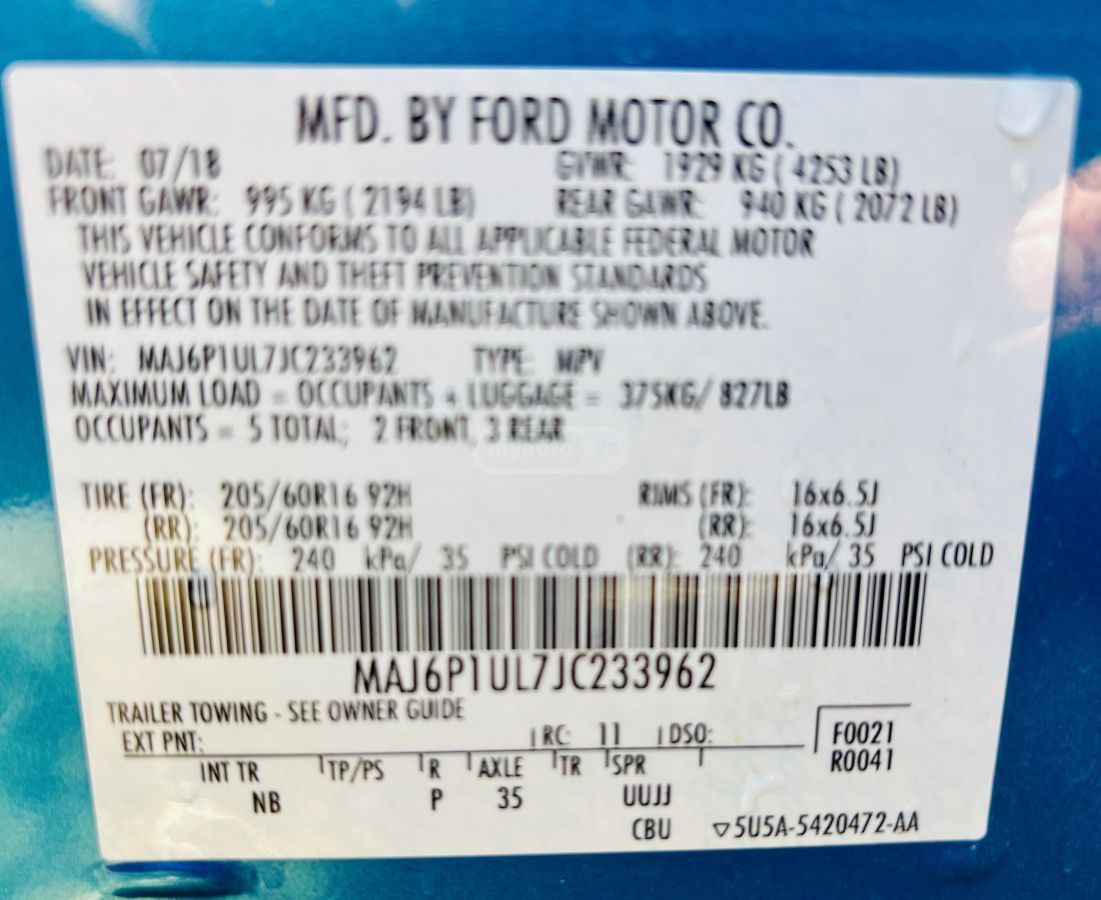 MFD. BY FORD MOTOR CO.
DATE: 07/18 GVWR: 1929 KG ( 4253 LB)
FRONT GAWR: 995 KG ( 2194 LB) REAR GAWR: 940 KG ( 2072 LB)
THIS VEHICLE CONFORMS TO ALL APPLICABLE FEDERAL MOTOR
VEHICLE SAFETY AND THEFT PREVENTION STANDARDS
IN EFFECT ON THE DATE OF MANUFACTURE SHOWN ABOVE.
VIN: MAJ6P1UL7JC233962 TYPE: MPV
MAXIMUM LOAD = OCCUPANTS + LUGGAGE = 375KG/ 827LB
OCCUPANTS = 5 TOTAL; 2 FRONT, 3 REAR
myauto.ge
TIRE (FR): 205/60R16 92H RIMS (FR): 16x6.5J
(RR): 205/60R16 92H (RR): 16x6.5J
PRESSURE (FR): 240 kPa/ 35 PSI COLD (RR): 240 kPa/ 35 PSI COLD
MAJ6P1UL7JC233962
TRAILER TOWING - SEE OWNER GUIDE
EXT PNT: RC: 11 DSO: F0021
R0041
INT TR TP/PS R AXLE TR SPR
NB P 35 UUJJ
CBU ▽5U5A-5420472-AA